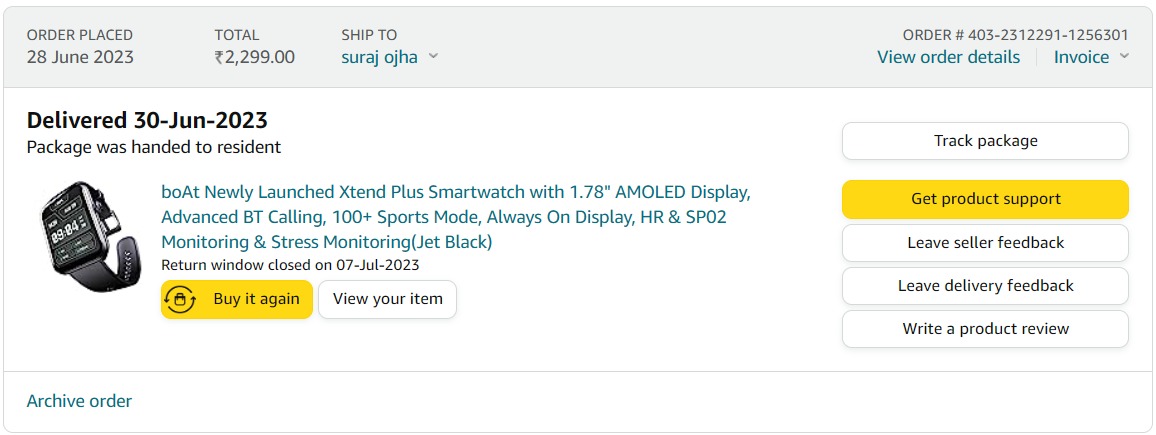 ORDER PLACED
28 June 2023
TOTAL
₹2,299.00
SHIP TO
suraj ojha
ORDER # 403-2312291-1256301
View order details
Invoice
Delivered 30-Jun-2023
Package was handed to resident
boAt Newly Launched Xtend Plus Smartwatch with 1.78" AMOLED Display,
Advanced BT Calling, 100+ Sports Mode, Always On Display, HR & SP02
Monitoring & Stress Monitoring(Jet Black)
Return window closed on 07-Jul-2023
Buy it again
View your item
Track package
Get product support
Leave seller feedback
Leave delivery feedback
Write a product review
Archive order